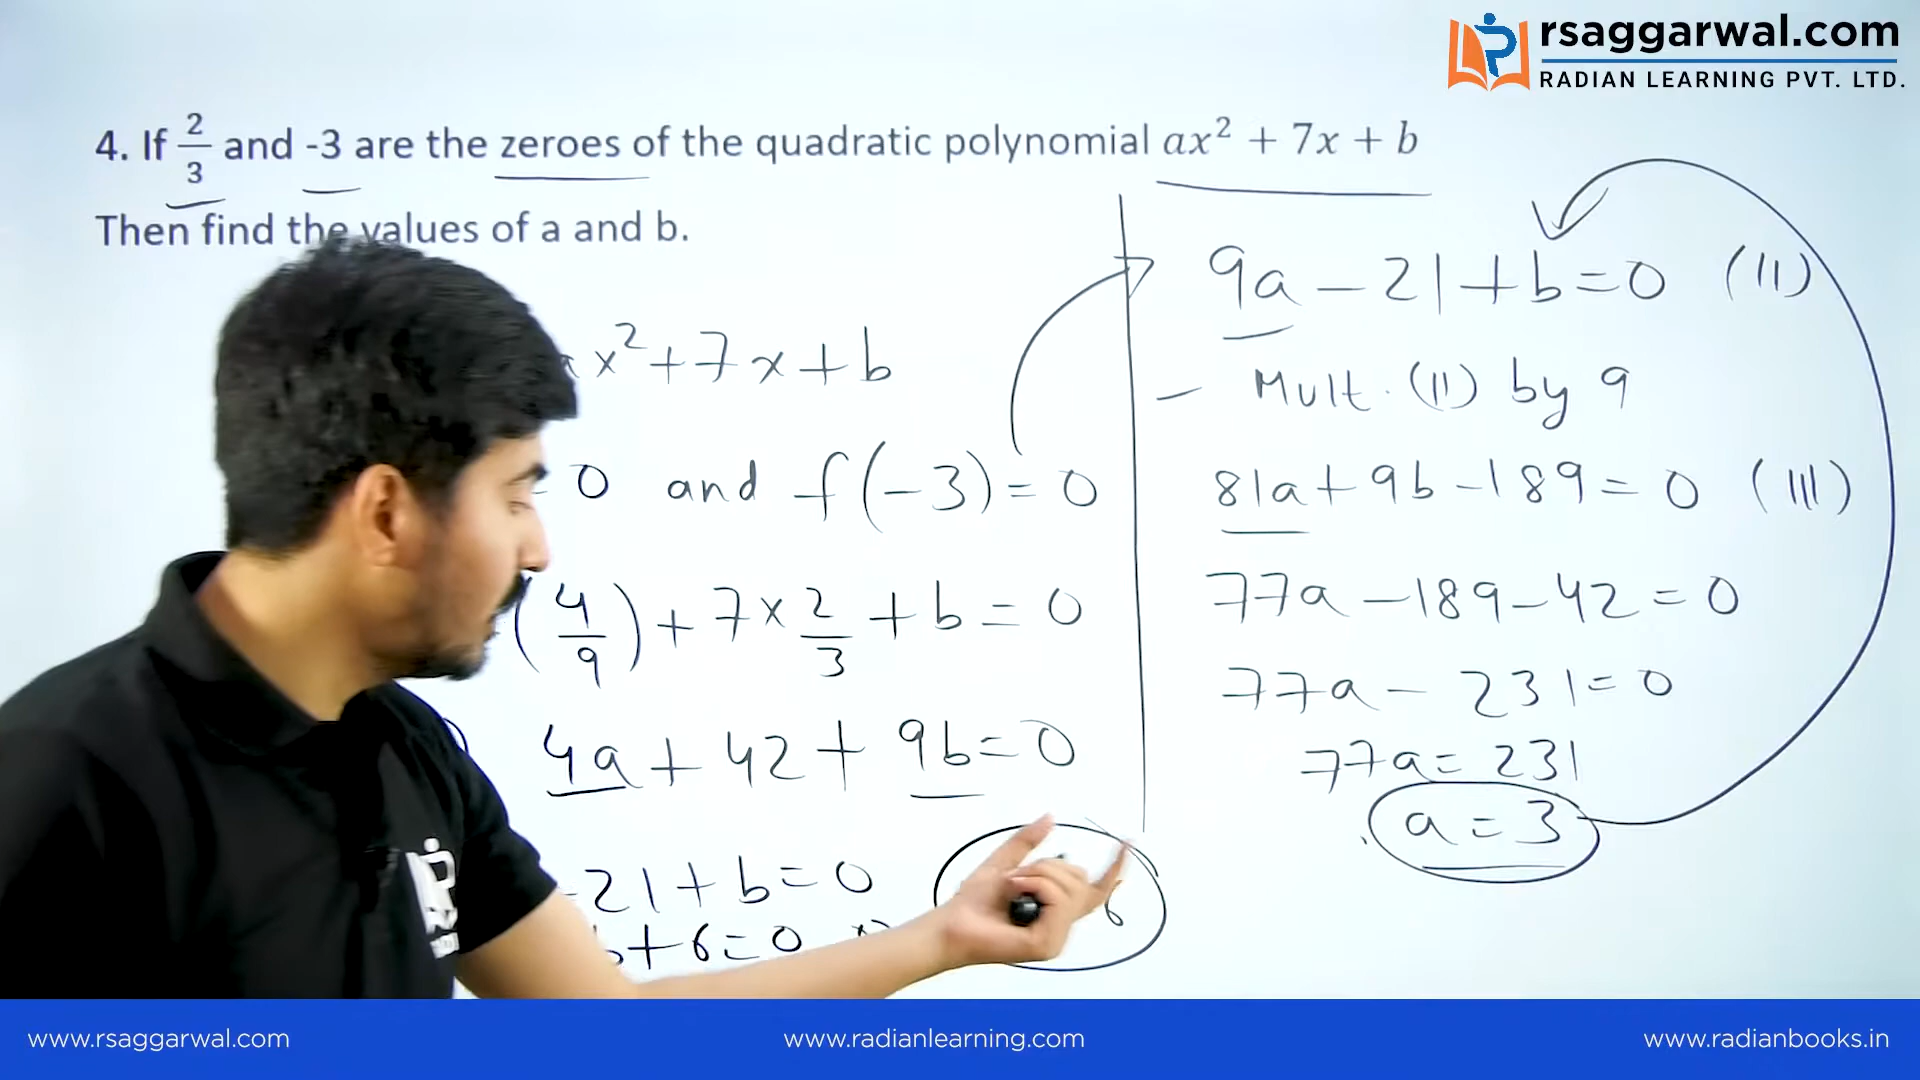 rsaggarwal.com
RADIAN LEARNING PVT. LTD.
4. If 2/3 and -3 are the zeroes of the quadratic polynomial ax² + 7x + b
Then find the values of a and b.
x² + 7x + b
0 and f(-3) = 0
(4/9) + 7 × 2/3 + b = 0
4a + 42 + 9b = 0
-21 + b = 0
b + 6 = 0
6
9a - 21 + b = 0 (II)
- Mult. (II) by 9
81a + 9b - 189 = 0 (III)
77a - 189 - 42 = 0
77a - 231 = 0
77a = 231
a = 3
www.rsaggarwal.com
www.radianlearning.com
www.radianbooks.in